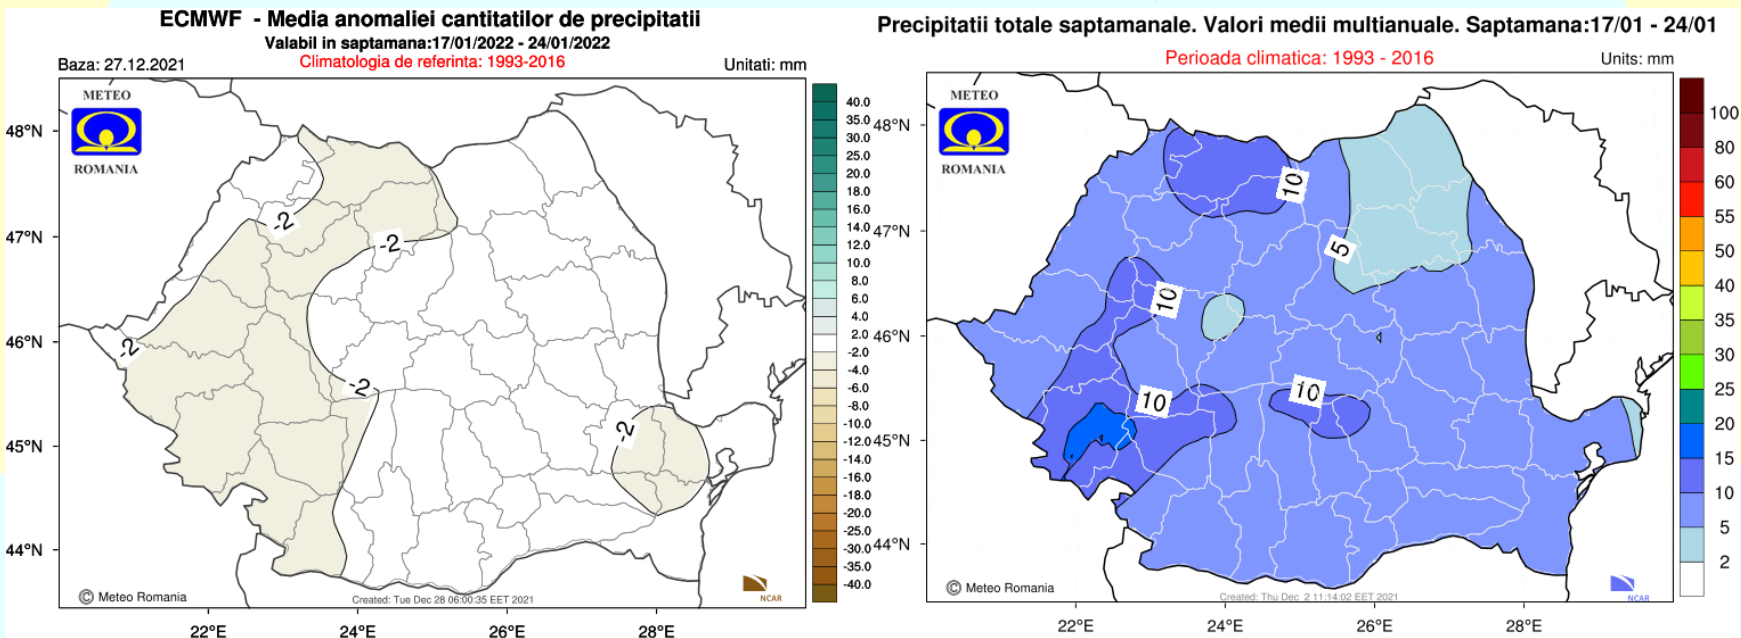 ECMWF - Media anomaliei cantitatilor de precipitatii
Valabil in saptamana:17/01/2022 - 24/01/2022
Baza: 27.12.2021
Climatologia de referinta: 1993-2016
Unitati: mm
METEO
ROMANIA
48°N
47°N
46°N
45°N
44°N
-2
-2
-2
-2
-2
40.0
35.0
30.0
25.0
20.0
18.0
16.0
14.0
12.0
10.0
8.0
6.0
4.0
2.0
-2.0
-4.0
-6.0
-8.0
-10.0
-12.0
-14.0
-16.0
-18.0
-20.0
-25.0
-30.0
-35.0
-40.0
© Meteo Romania
Created: Tue Dec 28 06:00:35 EET 2021
NCAR
22°E
24°E
26°E
28°E
Precipitatii totale saptamanale. Valori medii multianuale. Saptamana:17/01 - 24/01
Perioada climatica: 1993 - 2016
Units: mm
METEO
ROMANIA
48°N
47°N
46°N
45°N
44°N
10
5
10
10
10
100
80
60
55
50
45
40
35
30
25
20
15
10
5
2
© Meteo Romania
Created: Thu Dec 2 11:14:02 EET 2021
NCAR
22°E
24°E
26°E
28°E